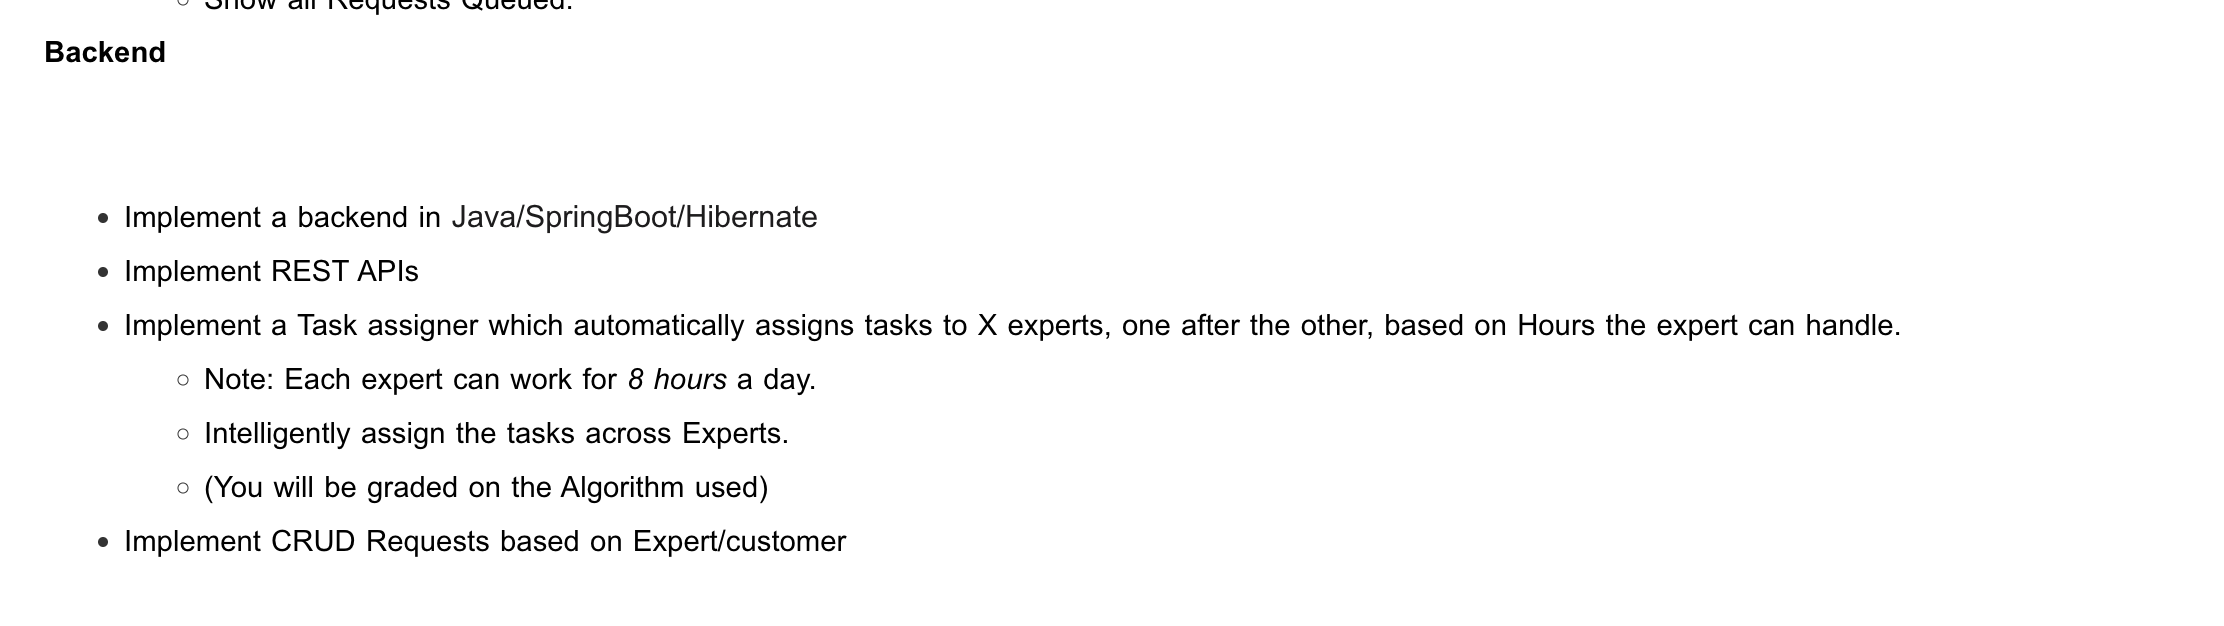 Show all Requests Queued.
Backend
Implement a backend in Java/SpringBoot/Hibernate
Implement REST APIs
Implement a Task assigner which automatically assigns tasks to X experts, one after the other, based on Hours the expert can handle.
Note: Each expert can work for 8 hours a day.
Intelligently assign the tasks across Experts.
(You will be graded on the Algorithm used)
Implement CRUD Requests based on Expert/customer